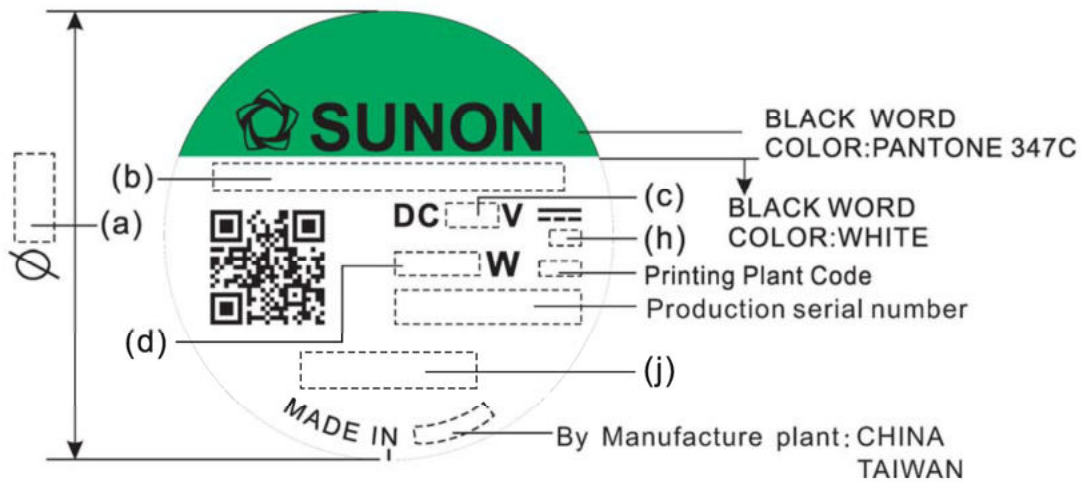 SUNON
BLACK WORD
COLOR:PANTONE 347C
(b)
(c)
(a)
DC V
BLACK WORD
COLOR:WHITE
(h)
W
Printing Plant Code
Production serial number
(d)
(j)
MADE IN
By Manufacture plant: CHINA
TAIWAN
Ø